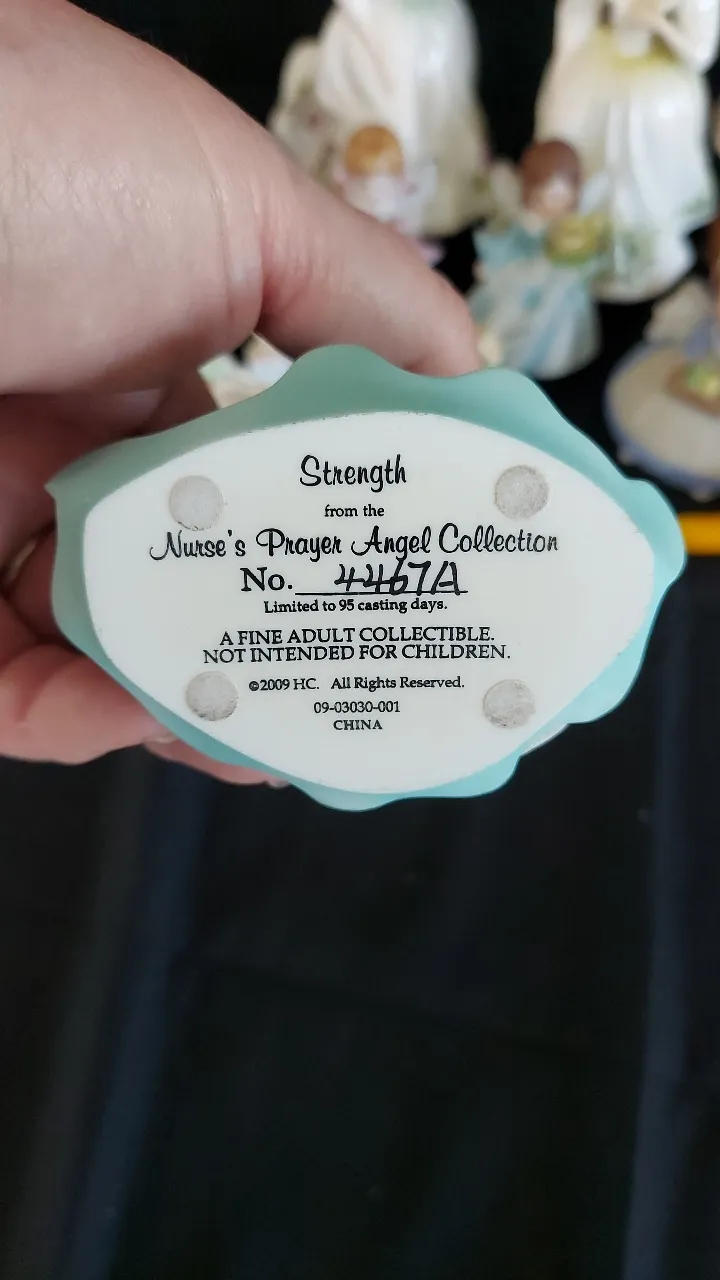 Strength
from the
Nurse's Prayer Angel Collection
No. 4467A
Limited to 95 casting days.
A FINE ADULT COLLECTIBLE.
NOT INTENDED FOR CHILDREN.
©2009 HC. All Rights Reserved.
09-03030-001
CHINA